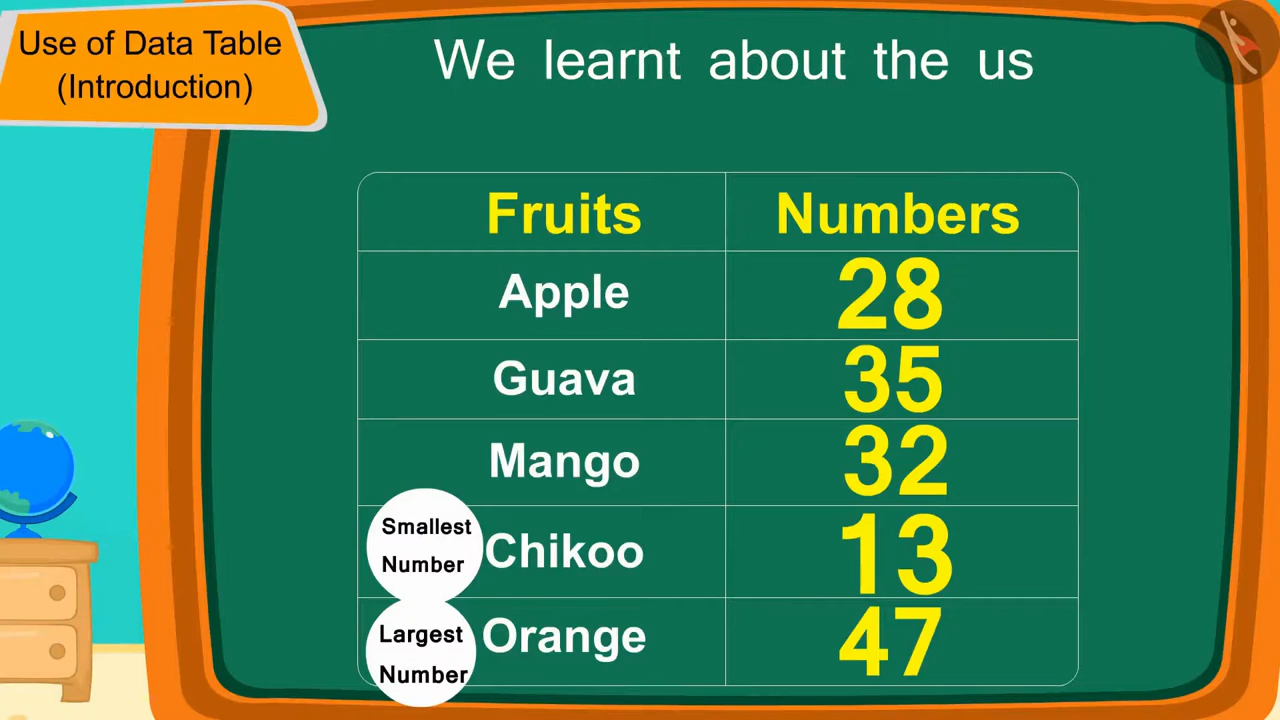 Use of Data Table
(Introduction)
We learnt about the us
Fruits Numbers
Apple 28
Guava 35
Mango 32
Smallest
Number
Chikoo 13
Largest
Number
Orange 47